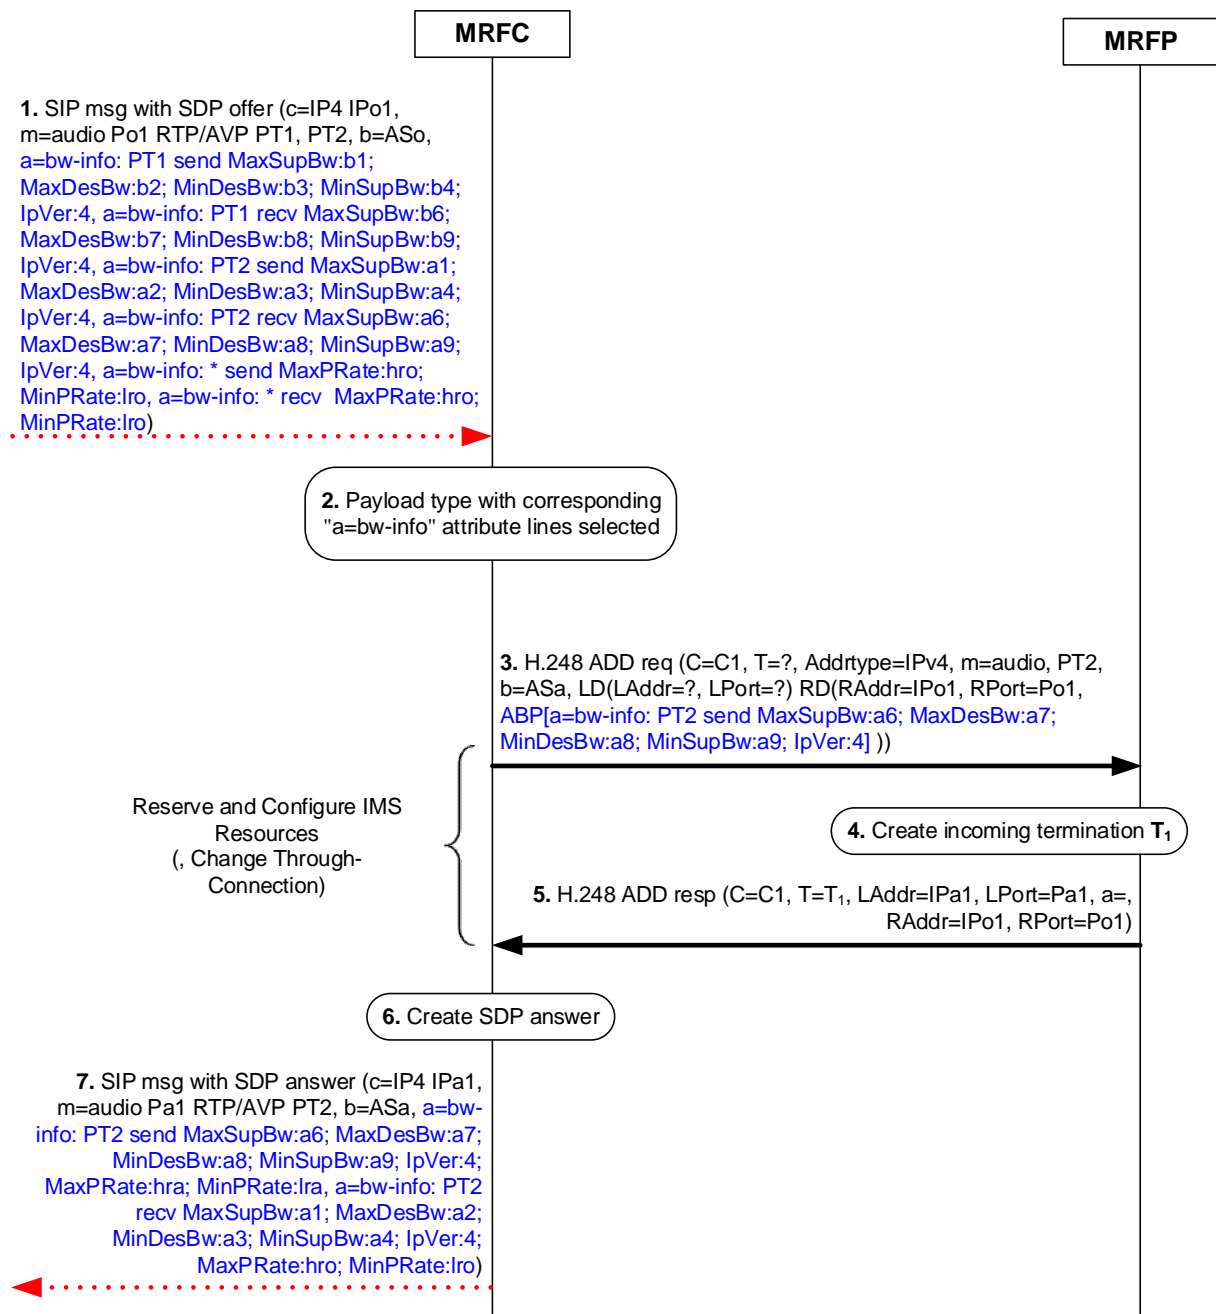 MRFC
MRFP
1. SIP msg with SDP offer (c=IP4 IPo1,
m=audio Po1 RTP/AVP PT1, PT2, b=ASo,
a=bw-info: PT1 send MaxSupBw:b1;
MaxDesBw:b2; MinDesBw:b3; MinSupBw:b4;
IpVer:4, a=bw-info: PT1 recv MaxSupBw:b6;
MaxDesBw:b7; MinDesBw:b8; MinSupBw:b9;
IpVer:4, a=bw-info: PT2 send MaxSupBw:a1;
MaxDesBw:a2; MinDesBw:a3; MinSupBw:a4;
IpVer:4, a=bw-info: PT2 recv MaxSupBw:a6;
MaxDesBw:a7; MinDesBw:a8; MinSupBw:a9;
IpVer:4, a=bw-info: * send MaxPRate:hro;
MinPRate:lro, a=bw-info: * recv  MaxPRate:hro;
MinPRate:lro)
2. Payload type with corresponding
"a=bw-info" attribute lines selected
3. H.248 ADD req (C=C1, T=?, Addrtype=IPv4, m=audio, PT2,
b=ASa, LD(LAddr=?, LPort=?) RD(RAddr=IPo1, RPort=Po1,
ABP[a=bw-info: PT2 send MaxSupBw:a6; MaxDesBw:a7;
MinDesBw:a8; MinSupBw:a9; IpVer:4] ))
Reserve and Configure IMS
Resources
(, Change Through-
Connection)
4. Create incoming termination T₁
5. H.248 ADD resp (C=C1, T=T₁, LAddr=IPa1, LPort=Pa1, a=,
RAddr=IPo1, RPort=Po1)
6. Create SDP answer
7. SIP msg with SDP answer (c=IP4 IPa1,
m=audio Pa1 RTP/AVP PT2, b=ASa, a=bw-
info: PT2 send MaxSupBw:a6; MaxDesBw:a7;
MinDesBw:a8; MinSupBw:a9; IpVer:4;
MaxPRate:hra; MinPRate:lra, a=bw-info: PT2
recv MaxSupBw:a1; MaxDesBw:a2;
MinDesBw:a3; MinSupBw:a4; IpVer:4;
MaxPRate:hro; MinPRate:lro)